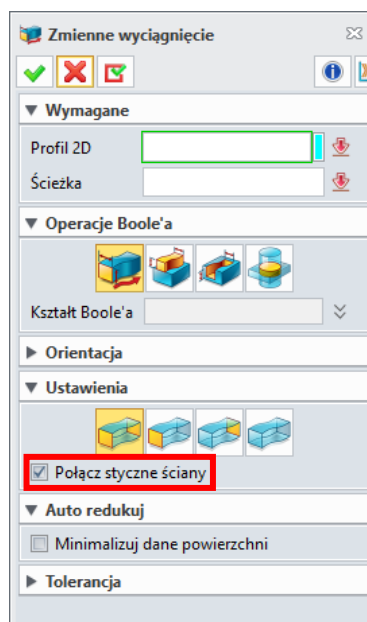 Zmienne wyciągnięcie
Wymagane
Profil 2D
Ścieżka
Operacje Boole'a
Kształt Boole'a
Orientacja
Ustawienia
Połącz styczne ściany
Auto redukuj
Minimalizuj dane powierzchni
Tolerancja